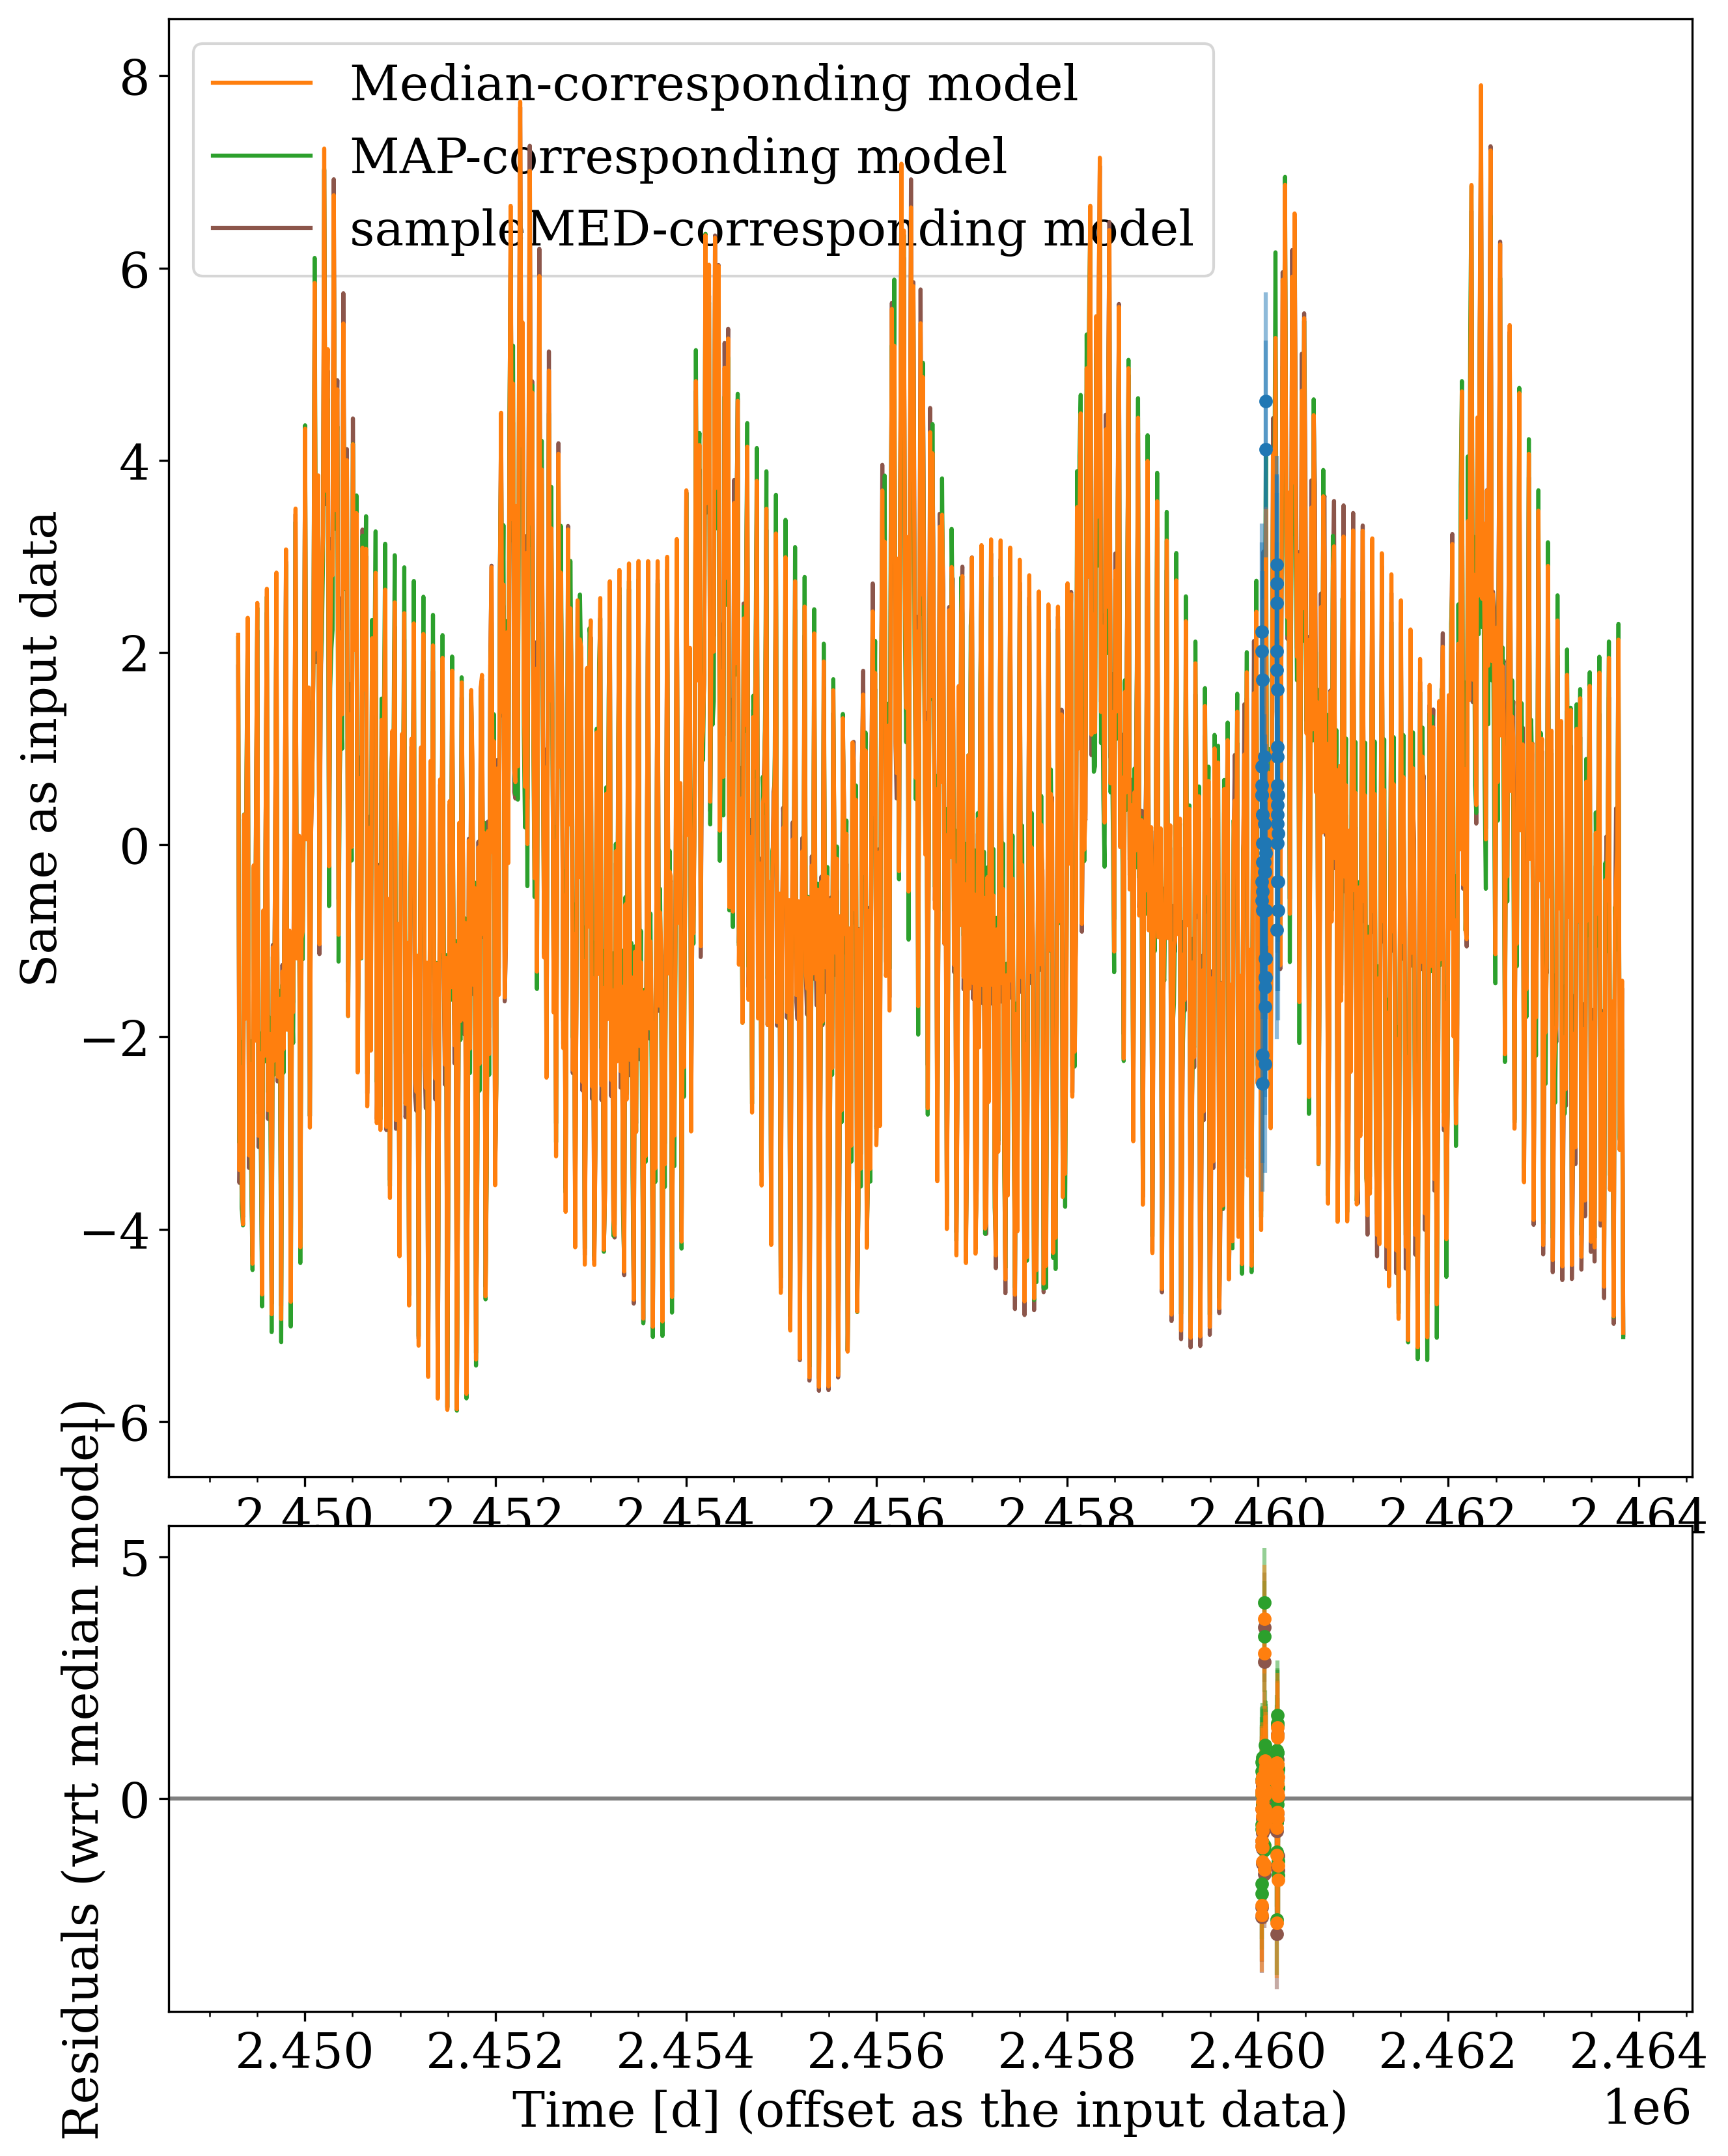 8
Median-corresponding model
MAP-corresponding model
sampleMED-corresponding model
6
4
2
0
−2
−4
−6
Same as input data
2.450 2.452 2.454 2.456 2.458 2.460 2.462 2.464
5
0
Residuals (wrt median model)
2.450 2.452 2.454 2.456 2.458 2.460 2.462 2.464
Time [d] (offset as the input data)
1e6